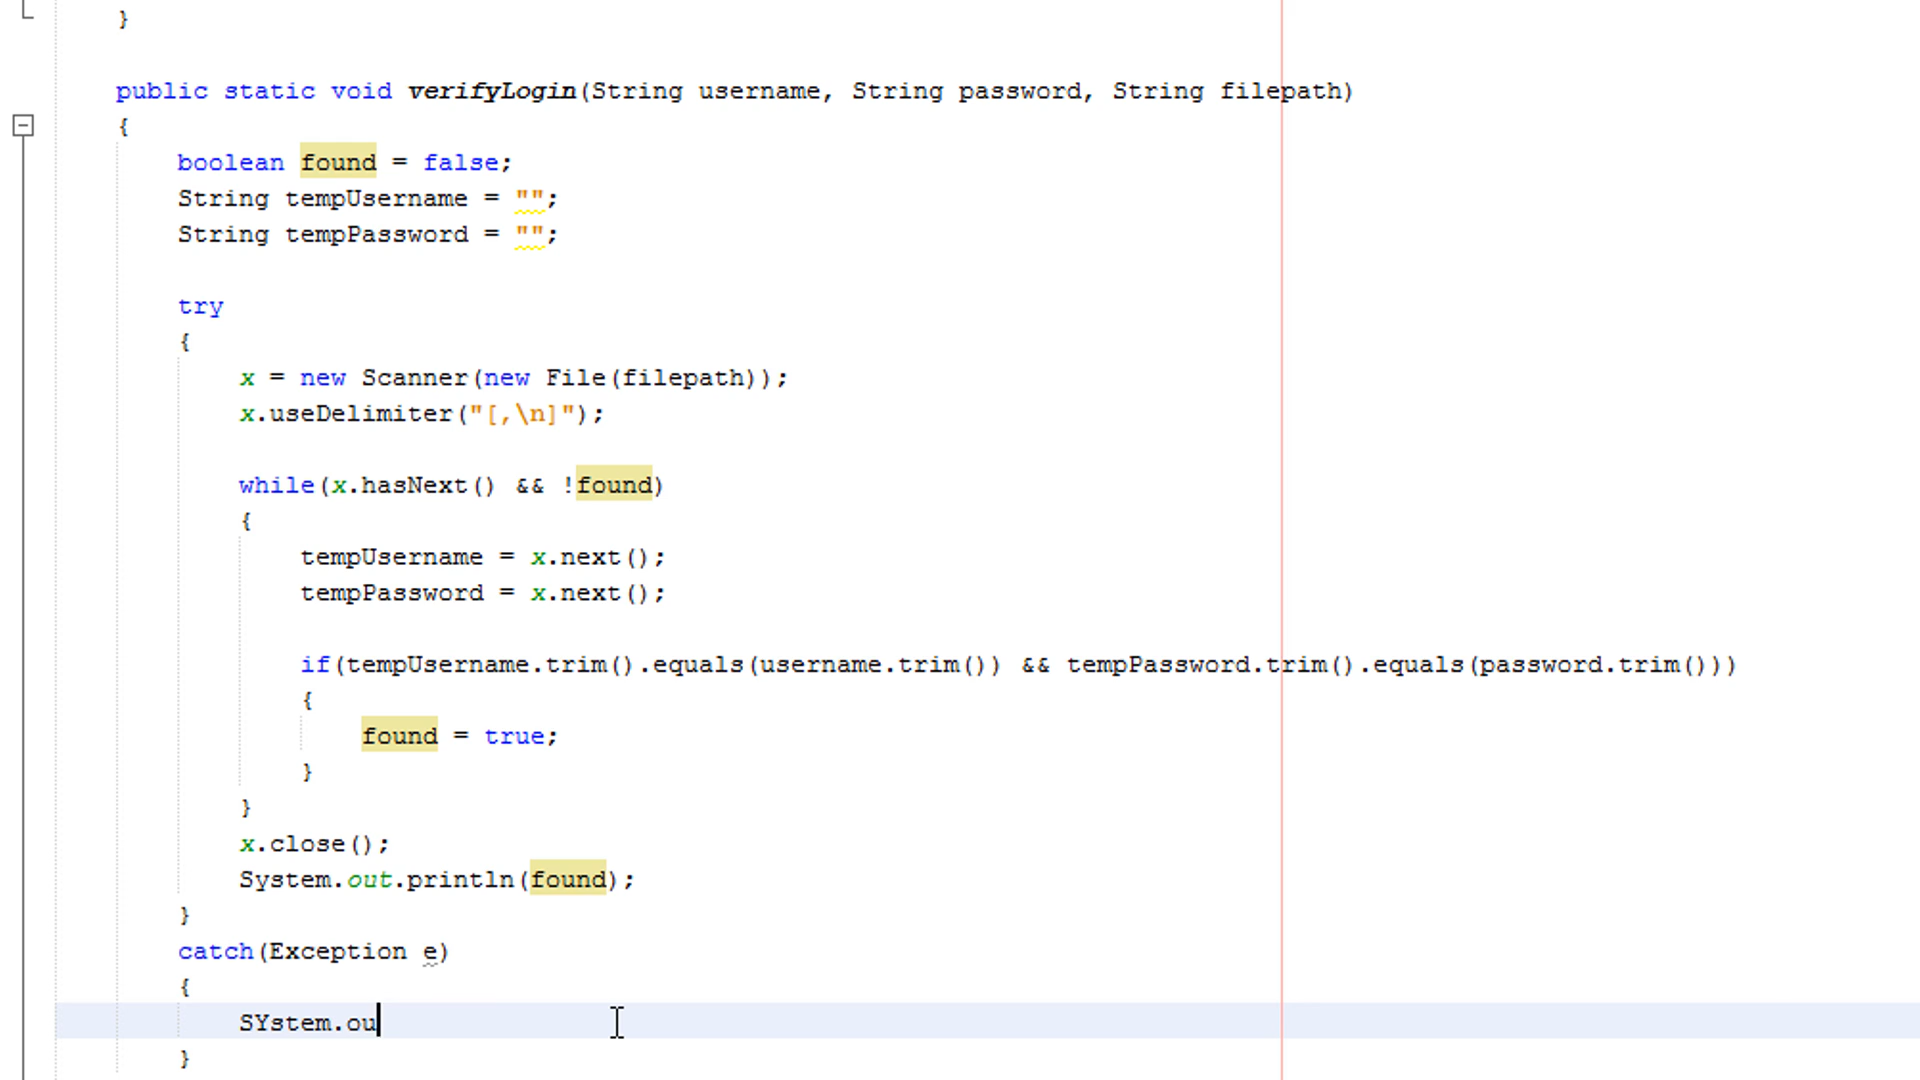 }
public static void verifyLogin(String username, String password, String filepath)
{
boolean found = false;
String tempUsername = "";
String tempPassword = "";
try
{
x = new Scanner(new File(filepath));
x.useDelimiter("[,\n]");
while(x.hasNext() && !found)
{
tempUsername = x.next();
tempPassword = x.next();
if(tempUsername.trim().equals(username.trim()) && tempPassword.trim().equals(password.trim()))
{
found = true;
}
}
x.close();
System.out.println(found);
}
catch(Exception e)
{
SYstem.ou
}